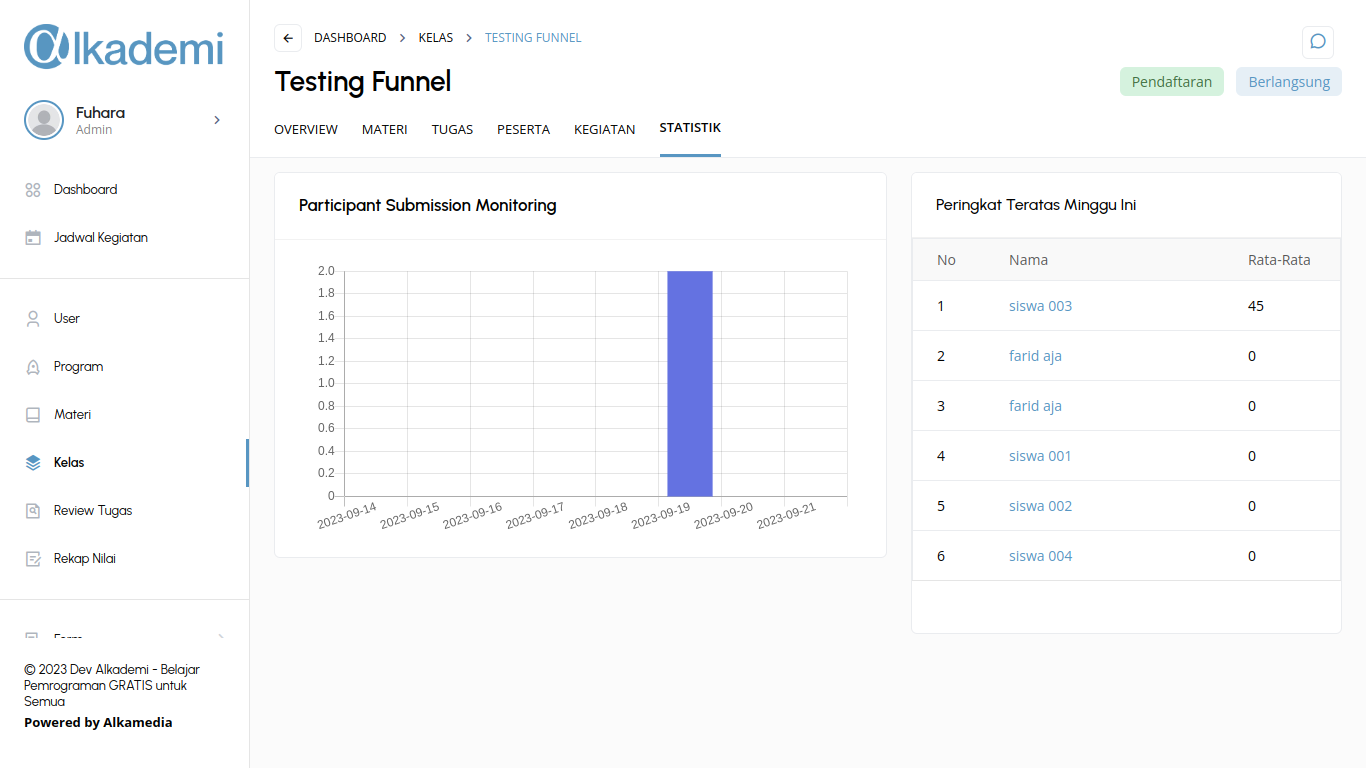 Alkademi
Fuhara
Admin
Dashboard
Jadwal Kegiatan
User
Program
Materi
Kelas
Review Tugas
Rekap Nilai
Form
© 2023 Dev Alkademi - Belajar
Pemrograman GRATIS untuk
Semua
Powered by Alkamedia
DASHBOARD
KELAS
TESTING FUNNEL
Testing Funnel
Pendaftaran
Berlangsung
OVERVIEW MATERI TUGAS PESERTA KEGIATAN STATISTIK
Participant Submission Monitoring
2.0
1.8
1.6
1.4
1.2
1.0
0.8
0.6
0.4
0.2
0
2023-09-14 2023-09-15 2023-09-16 2023-09-17 2023-09-18 2023-09-19 2023-09-20 2023-09-21
Peringkat Teratas Minggu Ini
No Nama Rata-Rata
1 siswa 003 45
2 farid aja 0
3 farid aja 0
4 siswa 001 0
5 siswa 002 0
6 siswa 004 0